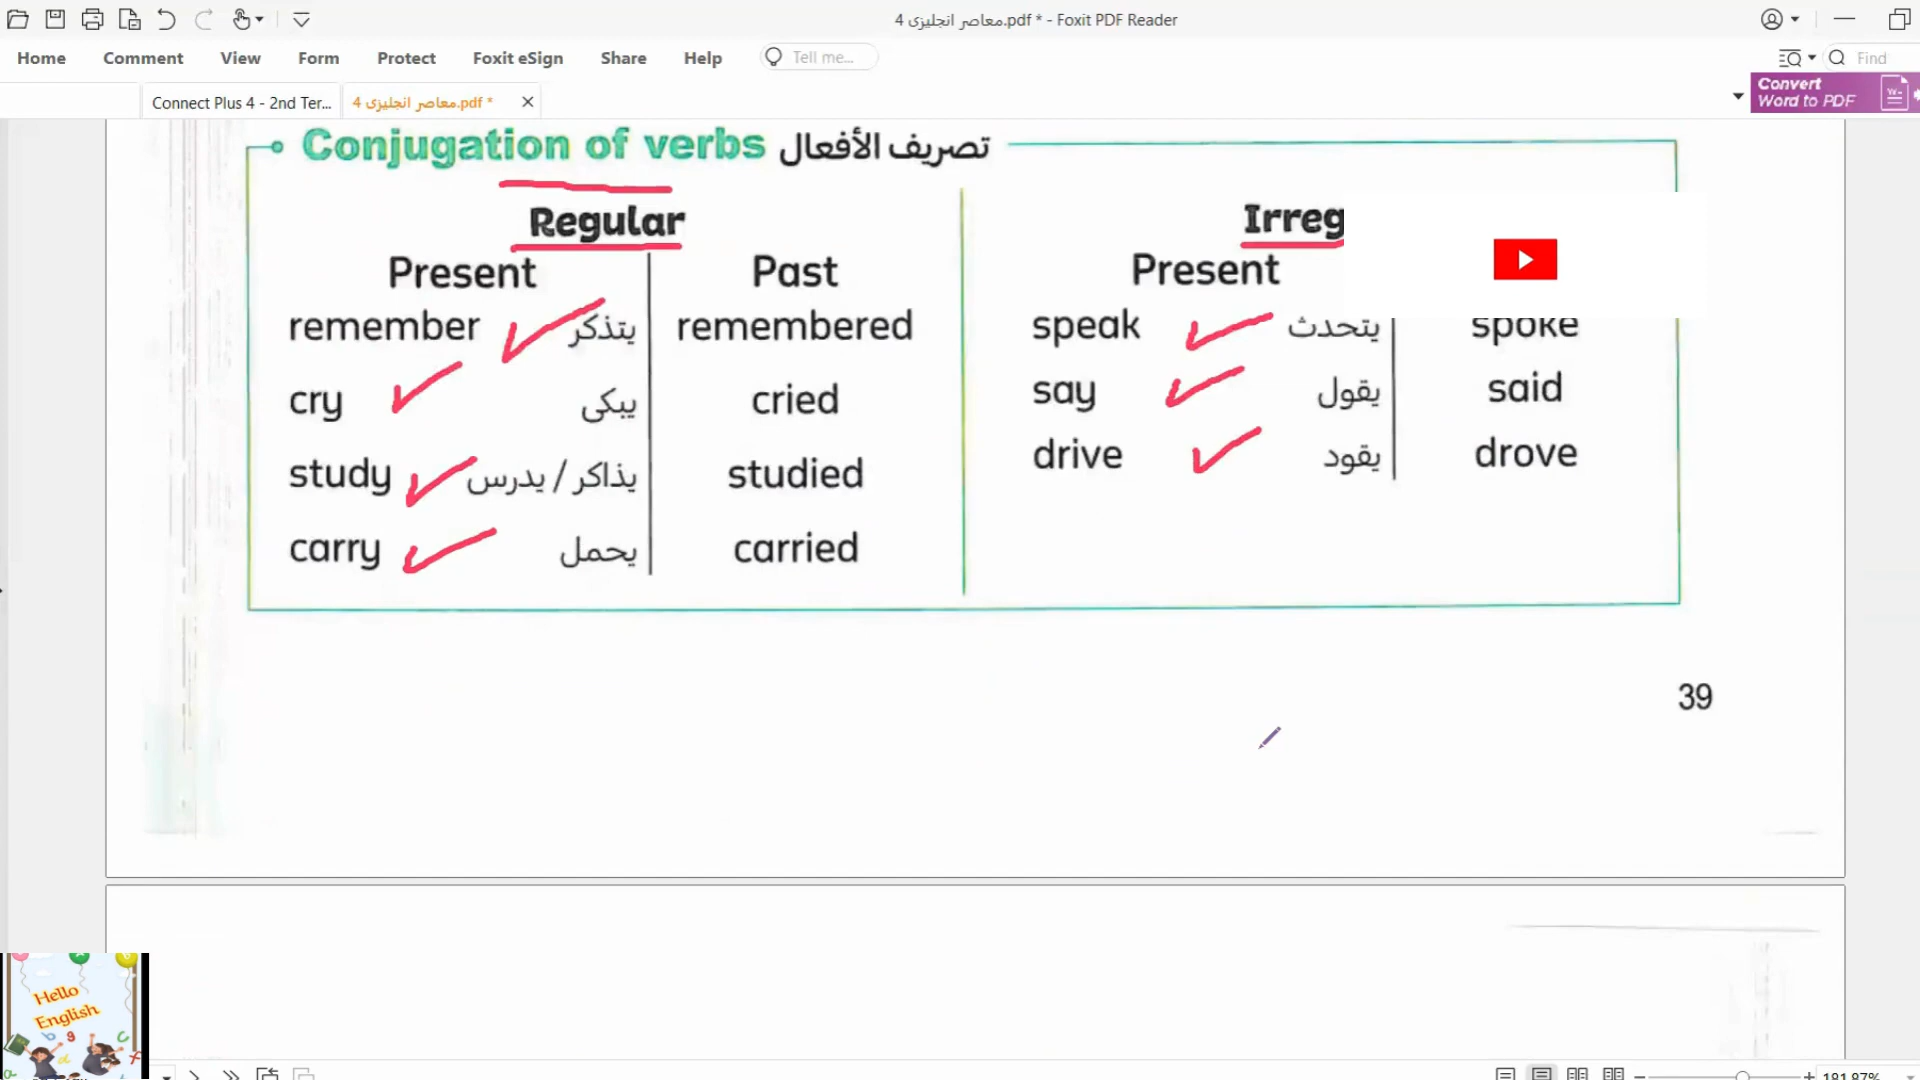 4 معاصر انجليزى.pdf * - Foxit PDF Reader
Home Comment View Form Protect Foxit eSign Share Help Tell me... Find
Connect Plus 4 - 2nd Ter... 4 معاصر انجليزى.pdf * Convert
Word to PDF
Conjugation of verbs تصريف الأفعال
Regular Irreg
Present Past Present
remember يتذكر remembered speak يتحدث spoke
cry يبكى cried say يقول said
study يذاكر / يدرس studied drive يقود drove
carry يحمل carried
39
Hello
English
181.87%